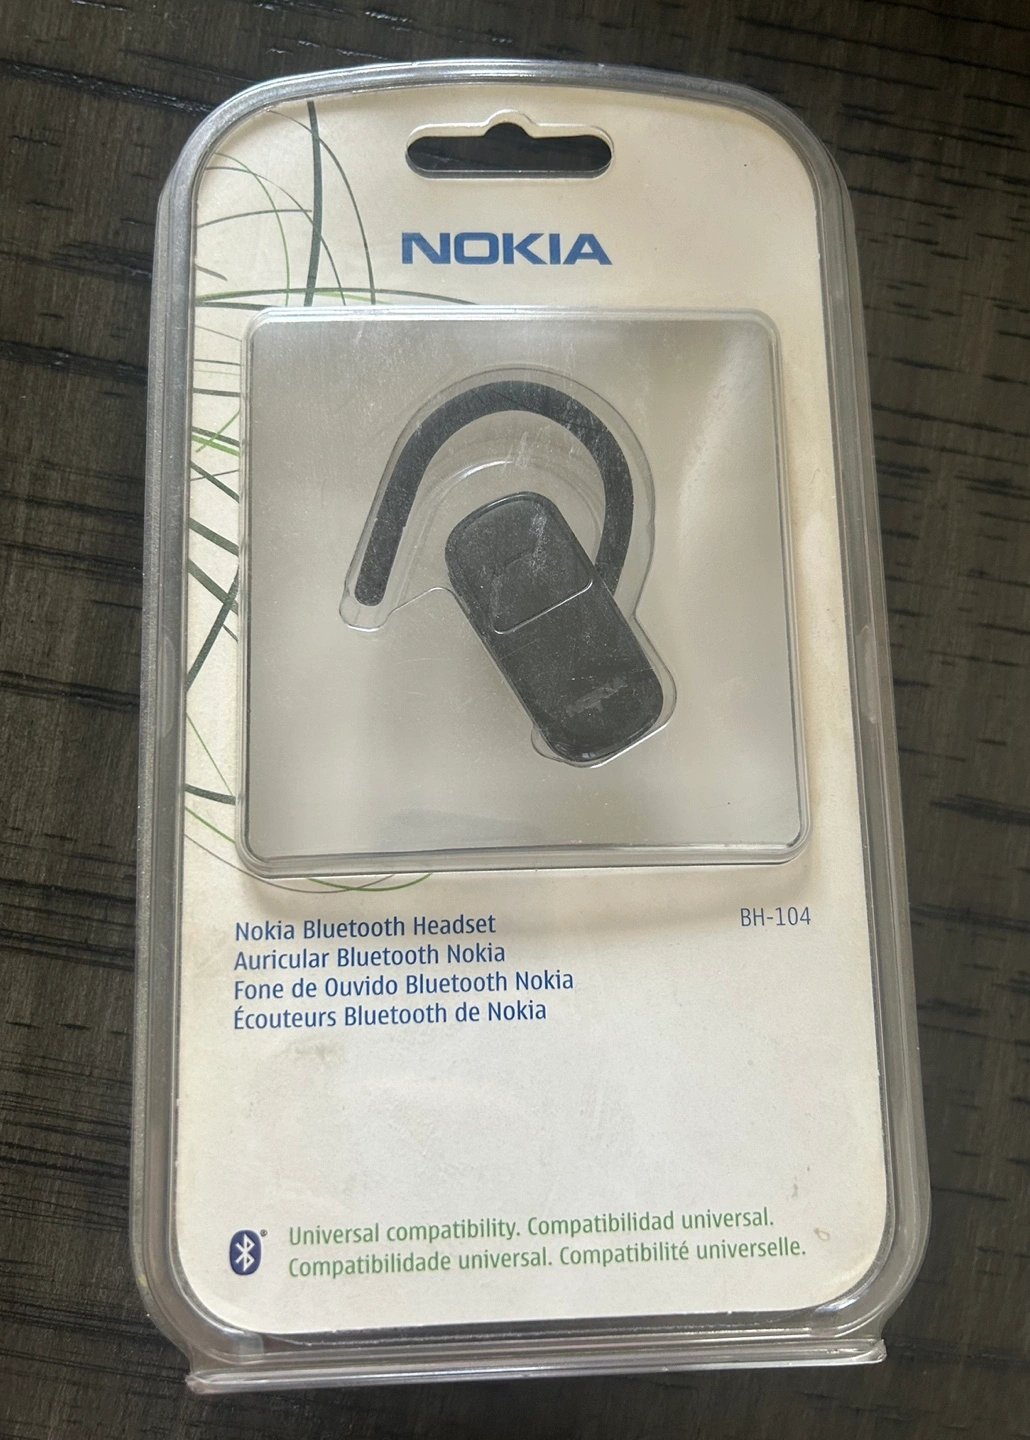 NOKIA
NOKIA
Nokia Bluetooth Headset
BH-104
Auricular Bluetooth Nokia
Fone de Ouvido Bluetooth Nokia
Écouteurs Bluetooth de Nokia
Universal compatibility. Compatibilidad universal.
Compatibilidade universal. Compatibilité universelle.